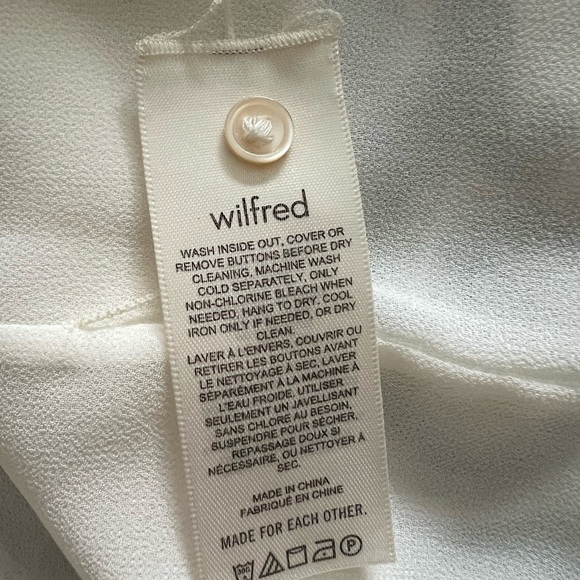 wilfred
WASH INSIDE OUT, COVER OR
REMOVE BUTTONS BEFORE DRY
CLEANING, MACHINE WASH
COLD SEPARATELY, ONLY
NON-CHLORINE BLEACH WHEN
NEEDED, HANG TO DRY, COOL
IRON ONLY IF NEEDED, OR DRY
CLEAN.
LAVER À L'ENVERS, COUVRIR OU
RETIRER LES BOUTONS AVANT
LE NETTOYAGE À SEC, LAVER
SÉPARÉMENT À LA MACHINE À
L'EAU FROIDE, UTILISER
SEULEMENT UN JAVELLISANT
SANS CHLORE AU BESOIN,
SUSPENDRE POUR SÉCHER.
REPASSAGE DOUX SI
NÉCESSAIRE, OU NETTOYER À
SEC.
MADE IN CHINA
FABRIQUÉ EN CHINE
MADE FOR EACH OTHER.
P